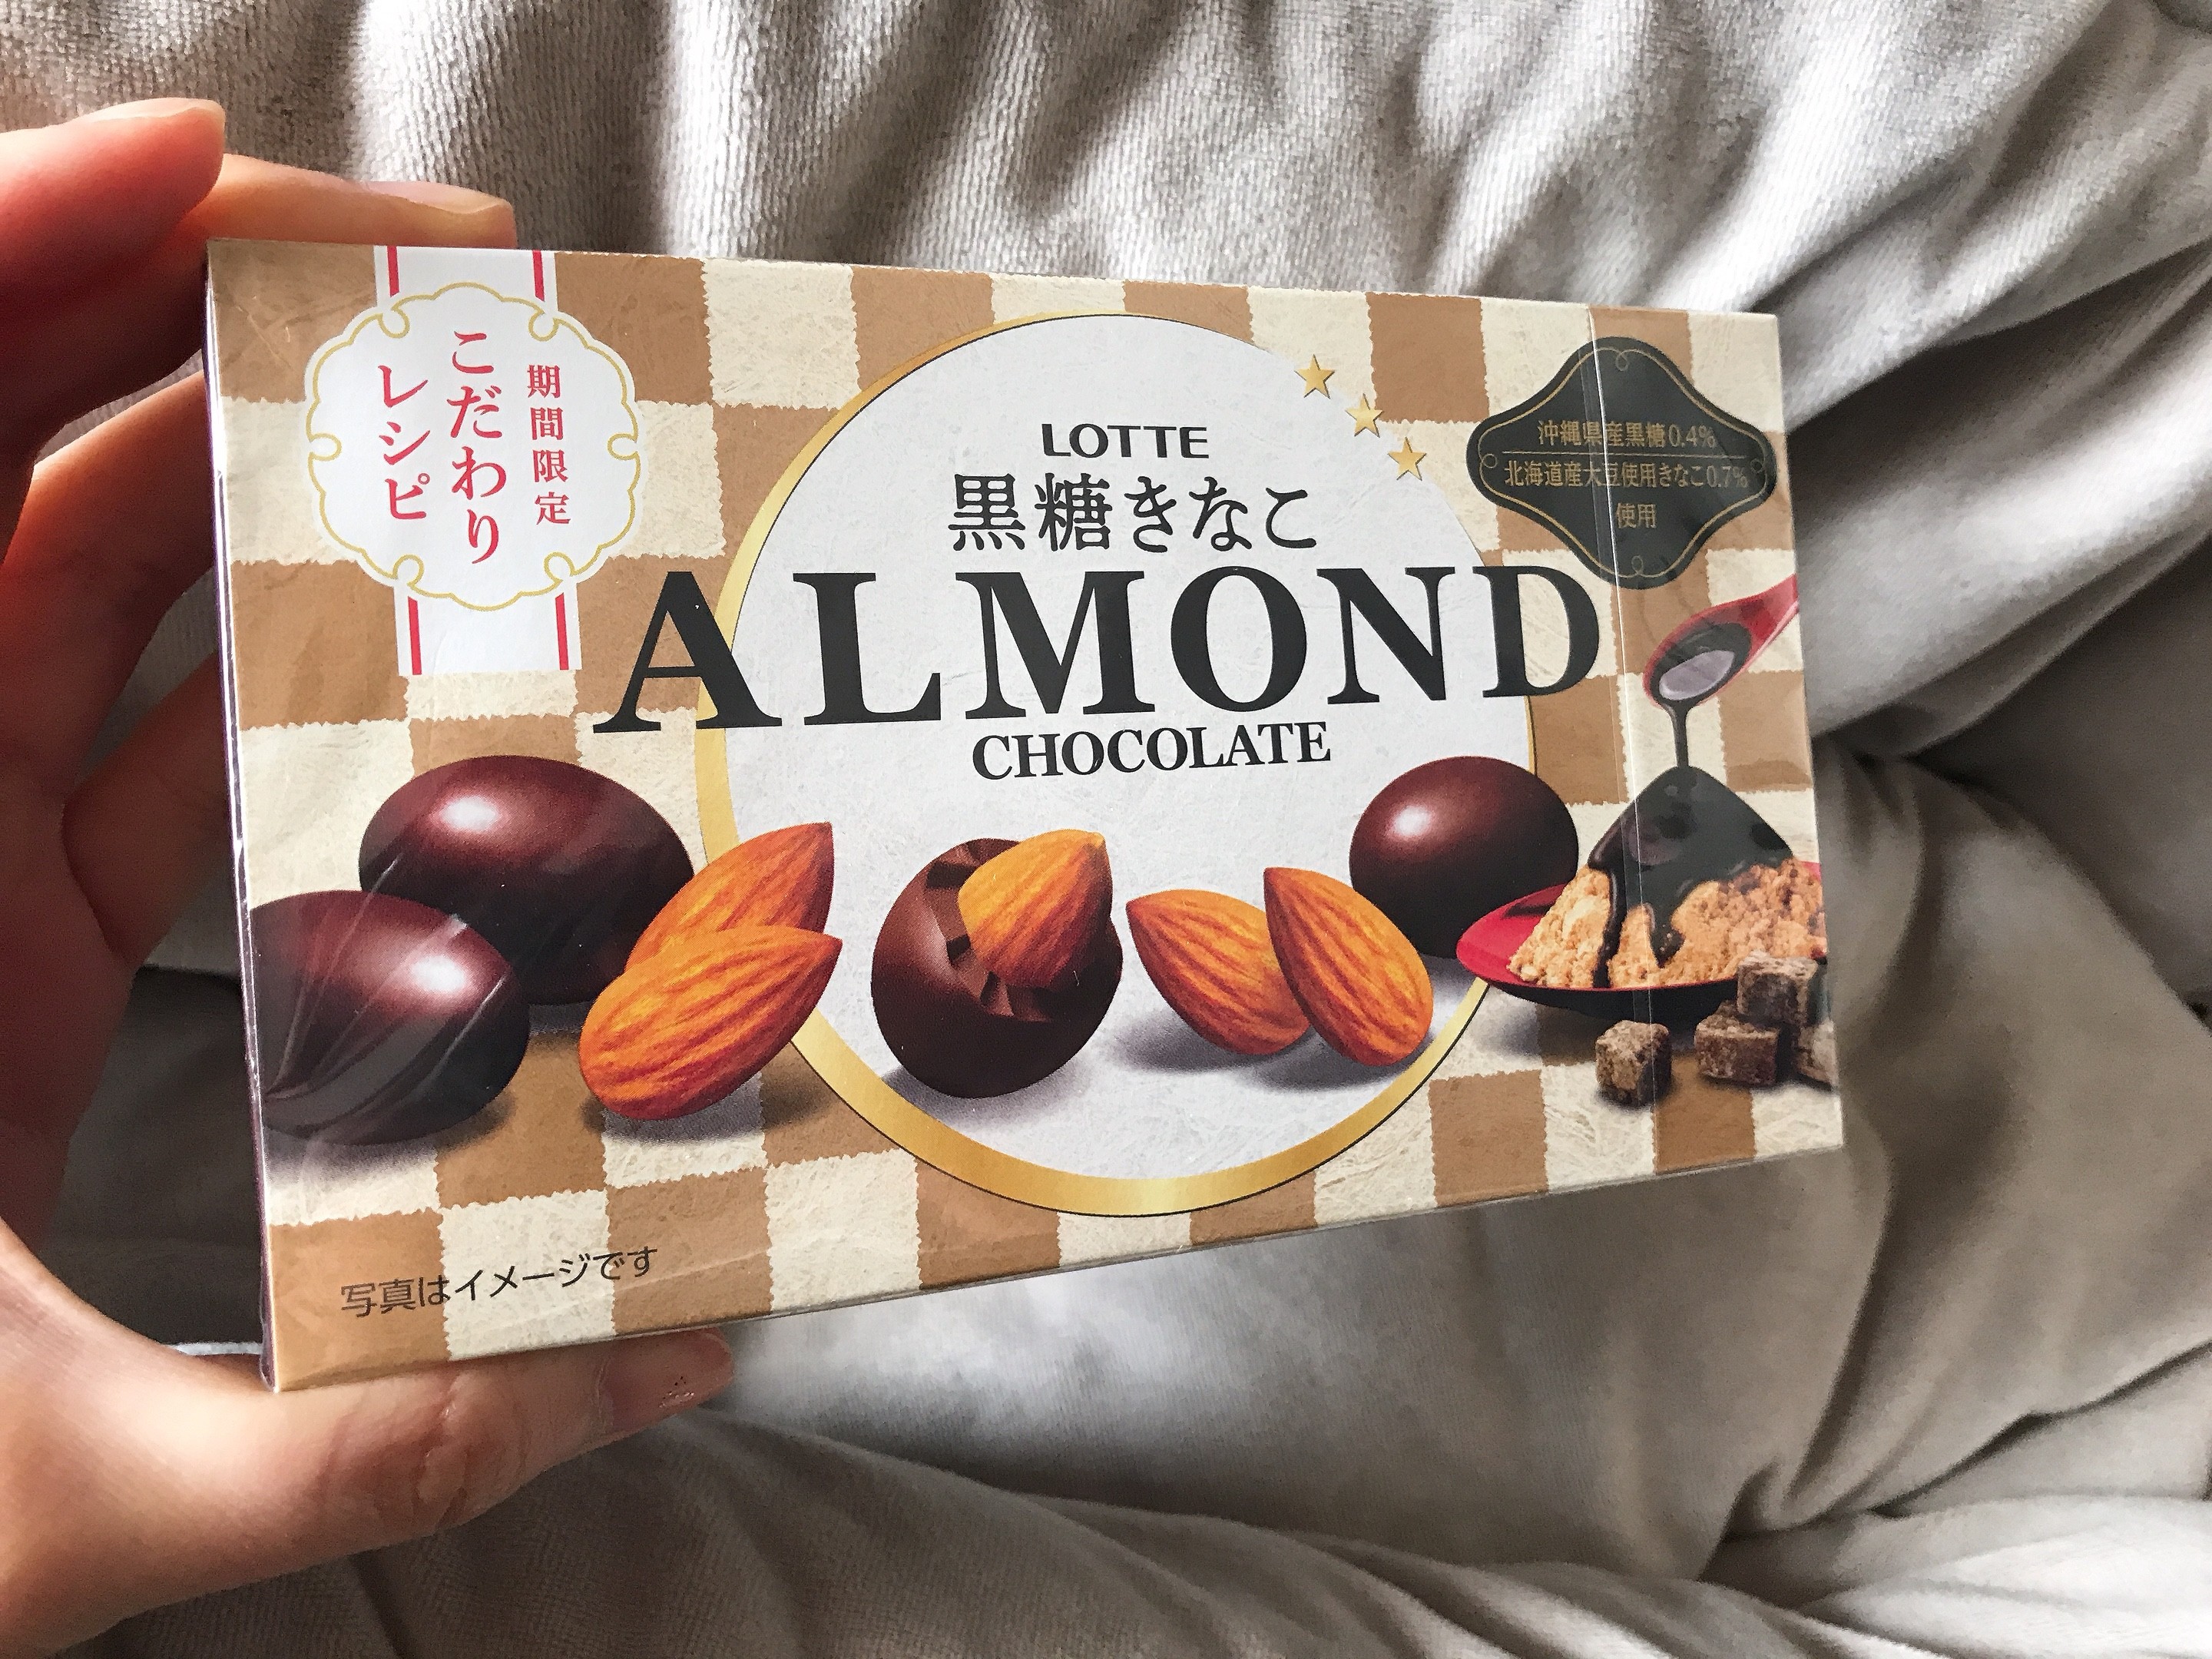 期間限定
こだわり
レシピ
LOTTE
黒糖きなこ
ALMOND
CHOCOLATE
沖縄県産黒糖0.4%
北海道産大豆使用きなこ0.7%
使用
写真はイメージです